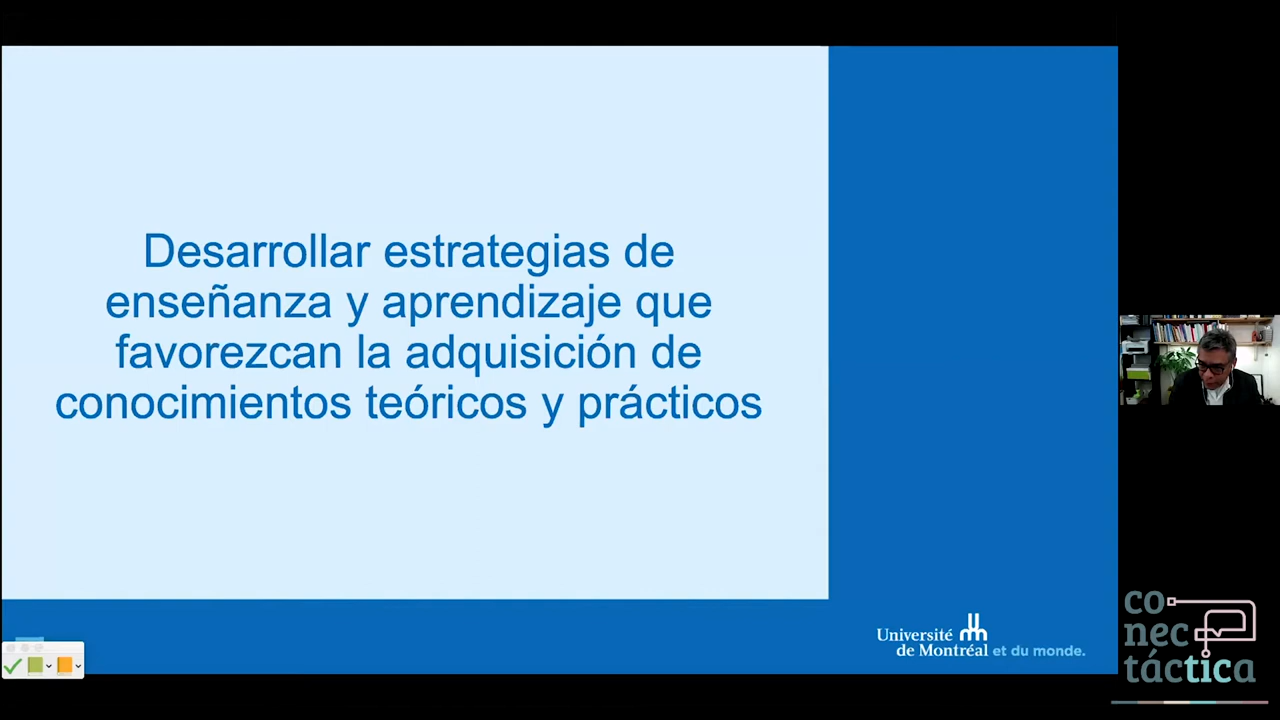 Desarrollar estrategias de
enseñanza y aprendizaje que
favorezcan la adquisición de
conocimientos teóricos y prácticos
Université
de Montréal et du monde.
co
nec
táctica